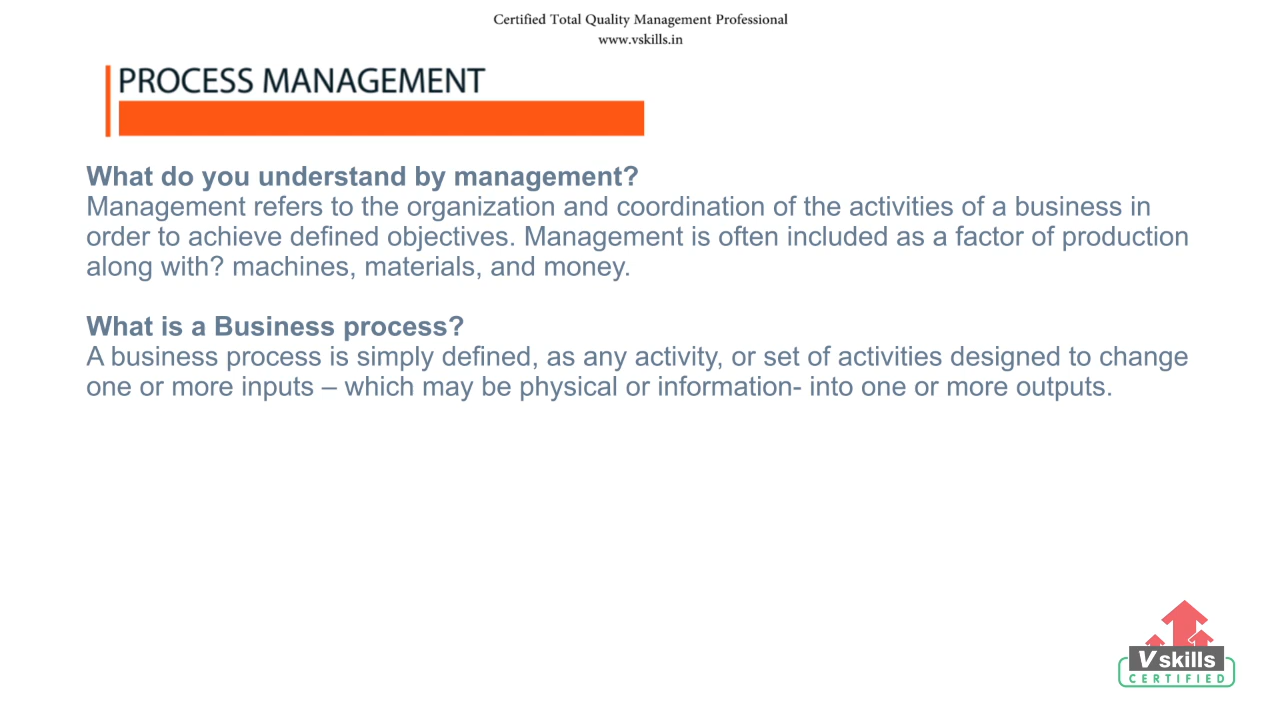 Certified Total Quality Management Professional
www.vskills.in
PROCESS MANAGEMENT
What do you understand by management?
Management refers to the organization and coordination of the activities of a business in
order to achieve defined objectives. Management is often included as a factor of production
along with? machines, materials, and money.
What is a Business process?
A business process is simply defined, as any activity, or set of activities designed to change
one or more inputs – which may be physical or information- into one or more outputs.
Vskills
CERTIFIED